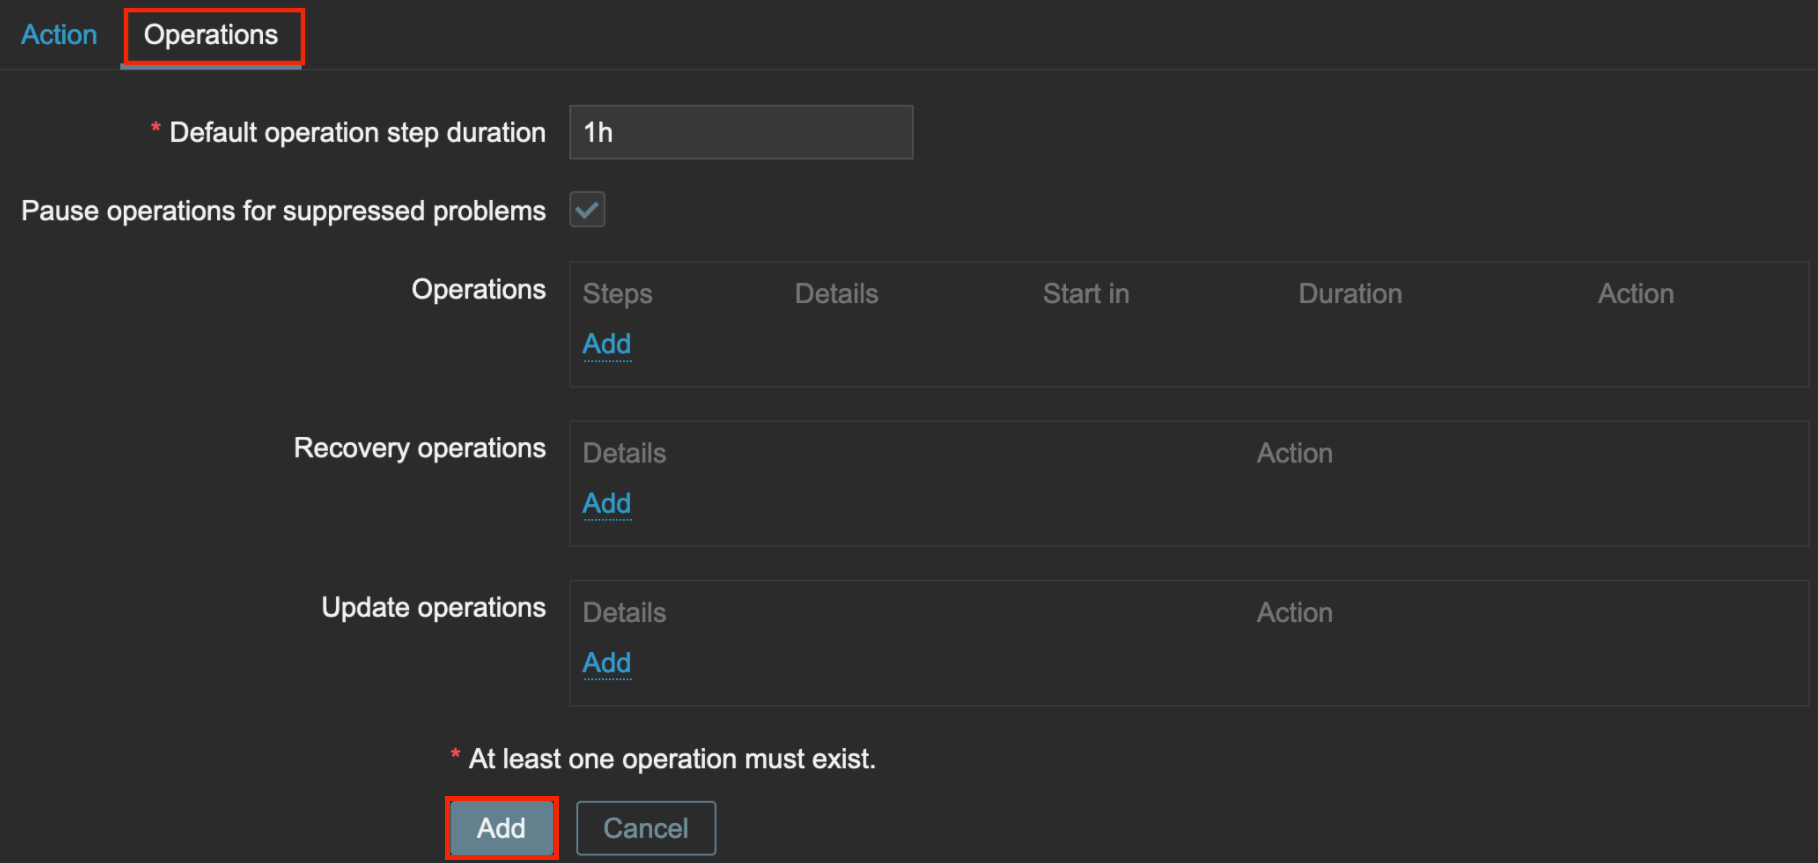 Action Operations
* Default operation step duration 1h
Pause operations for suppressed problems
Operations Steps Details Start in Duration Action
Add
Recovery operations Details Action
Add
Update operations Details Action
Add
* At least one operation must exist.
Add Cancel